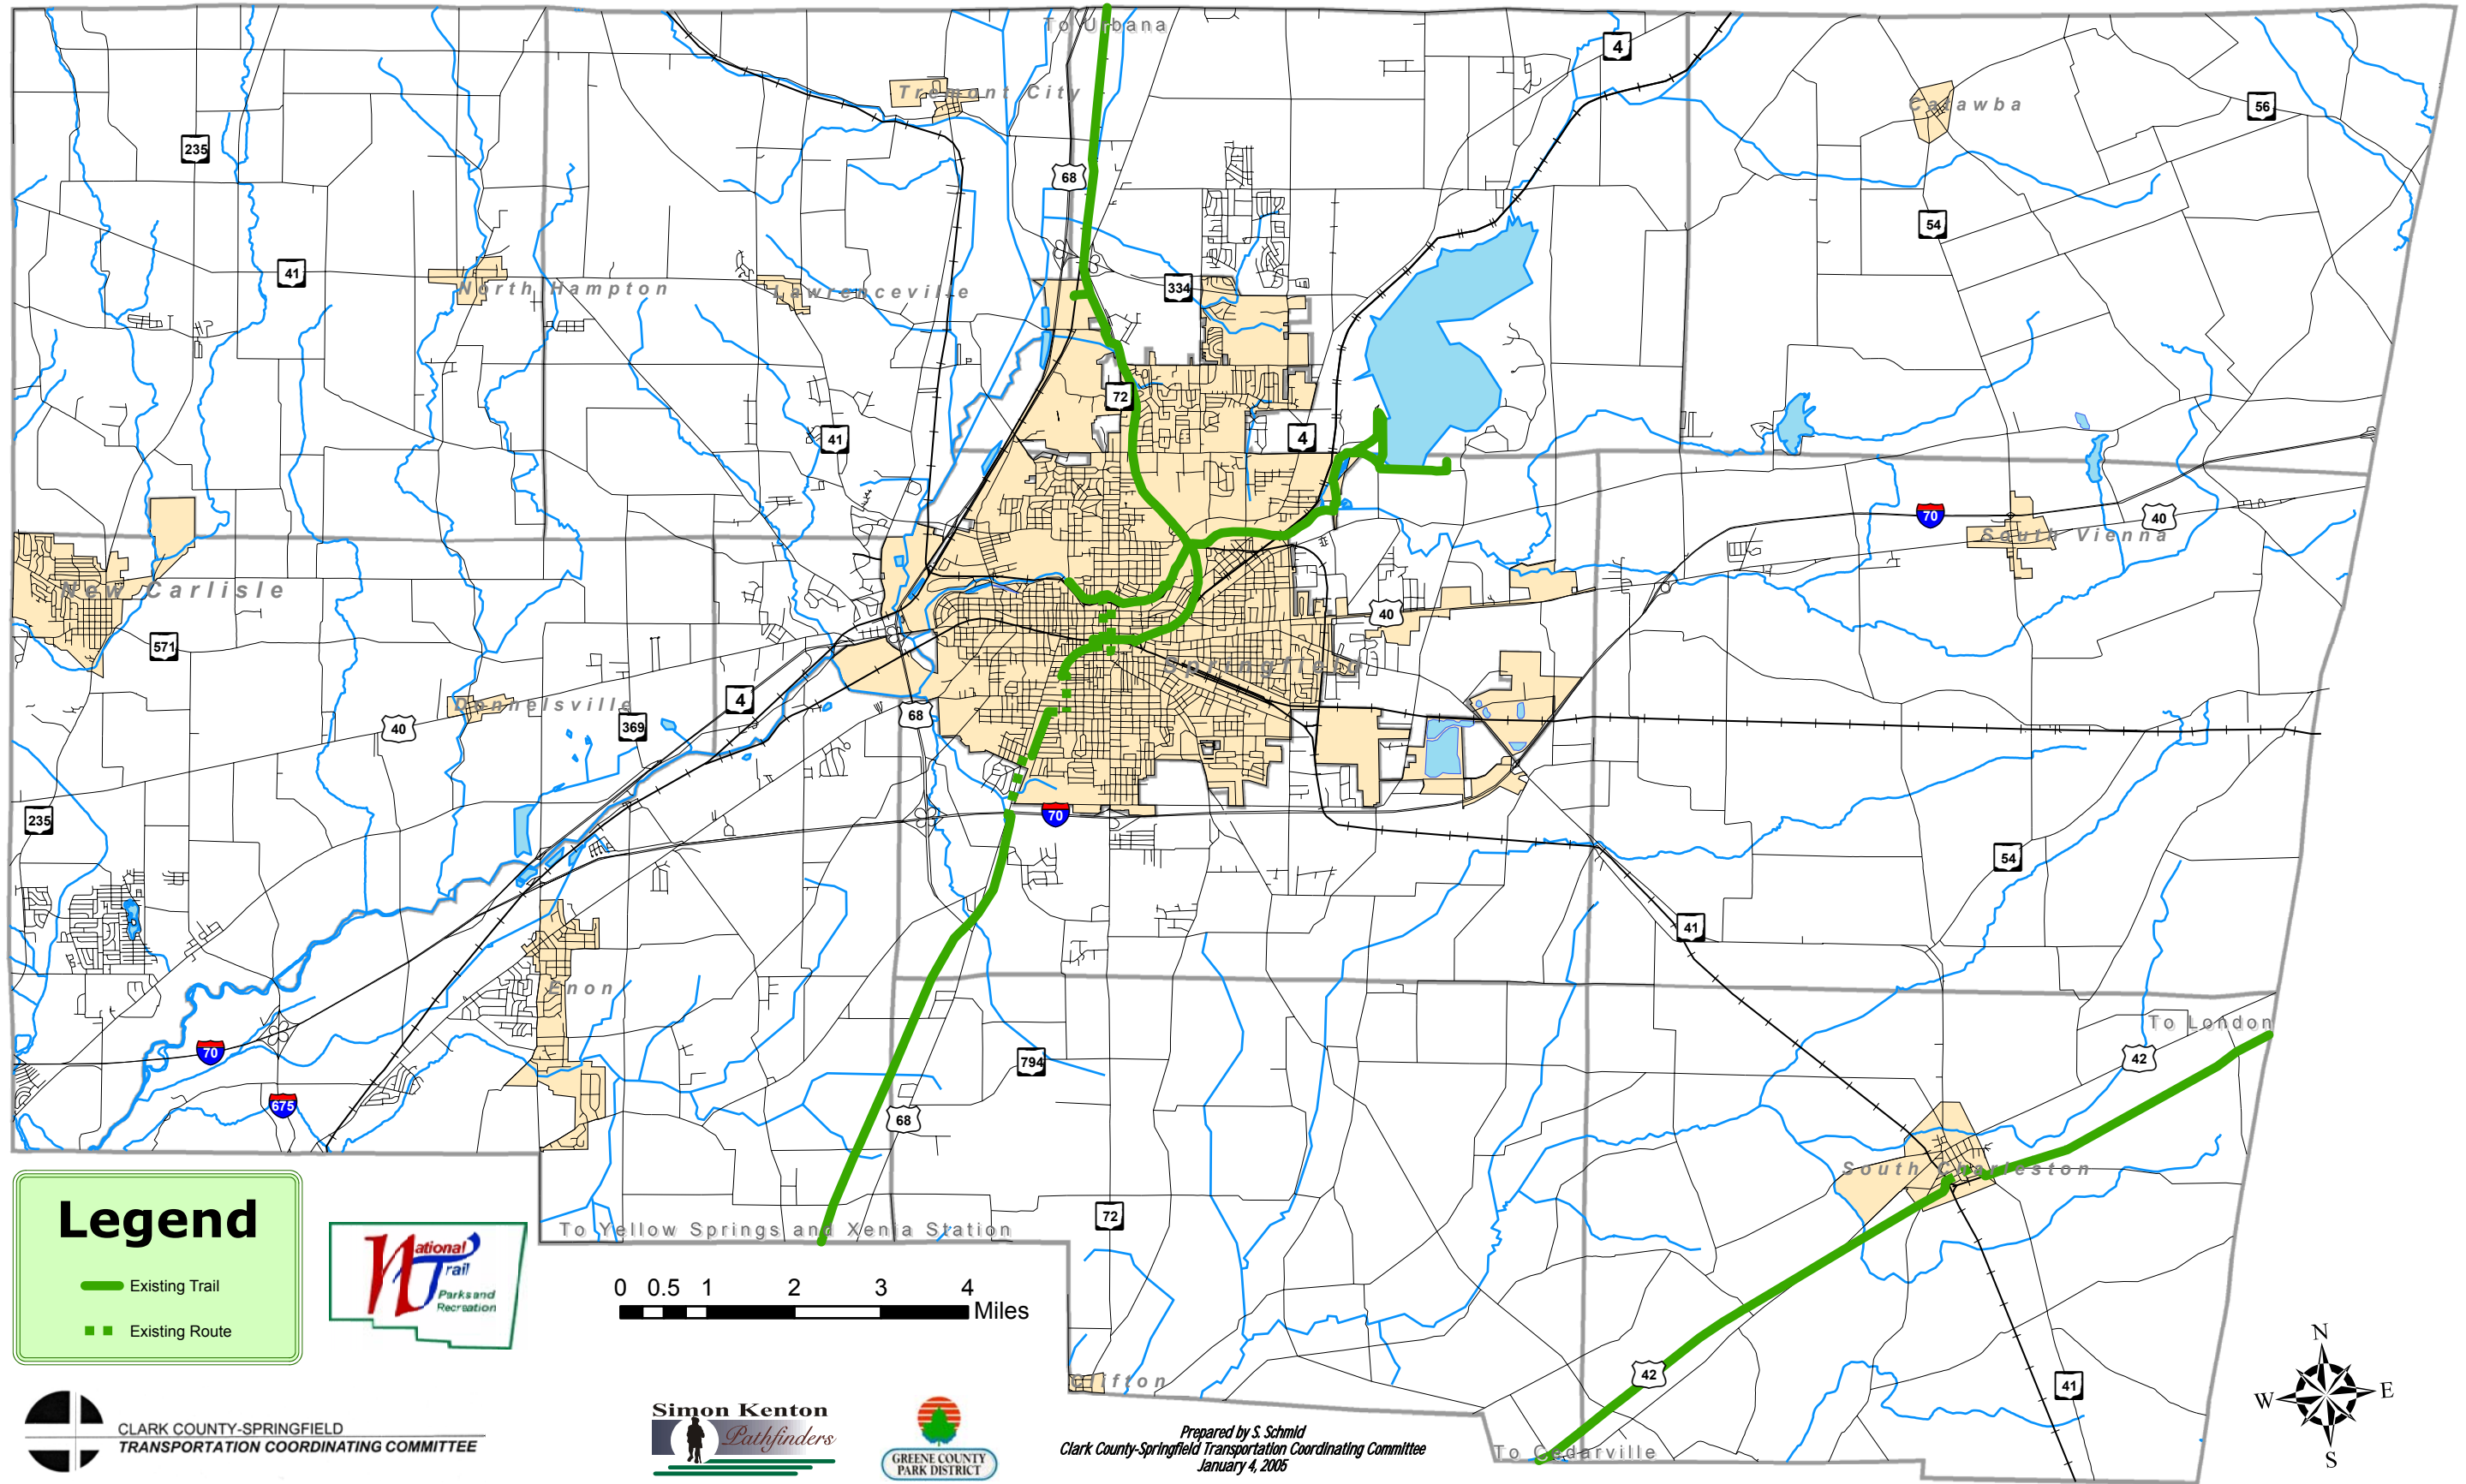 To Urbana
4
Tremont City
Catawba
56
235
68
54
41
North Hampton
Lawrenceville
334
72
41
4
70
40
South Vienna
New Carlisle
40
571
Springfield
Donnelsville
4
40
369
68
235
70
54
41
Enon
To London
70
794
42
675
68
South Charleston
Legend
72
To Yellow Springs and Xenia Station
National Trail
Parks and
Recreation
Existing Trail
0 0.5 1 2 3 4
Miles
Existing Route
42
Clifton
41
N
W E
S
CLARK COUNTY-SPRINGFIELD
TRANSPORTATION COORDINATING COMMITTEE
Simon Kenton
Pathfinders
GREENE COUNTY
PARK DISTRICT
Prepared by S. Schmid
Clark County-Springfield Transportation Coordinating Committee
January 4, 2005
To Cedarville